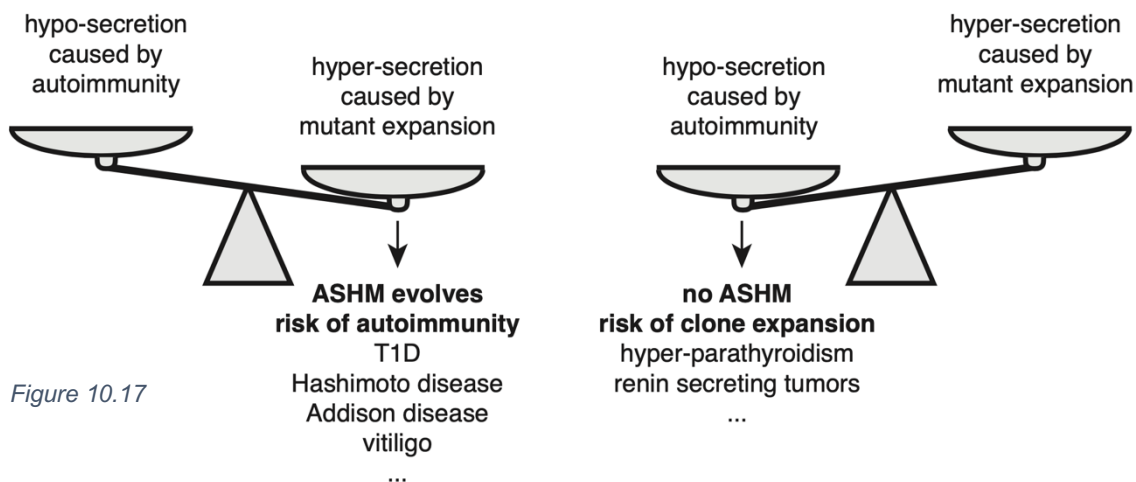 hypo-secretion
caused by
autoimmunity
hyper-secretion
caused by
mutant expansion
ASHM evolves
risk of autoimmunity
T1D
Hashimoto disease
Addison disease
vitiligo
...
hypo-secretion
caused by
autoimmunity
hyper-secretion
caused by
mutant expansion
no ASHM
risk of clone expansion
hyper-parathyroidism
renin secreting tumors
...
Figure 10.17